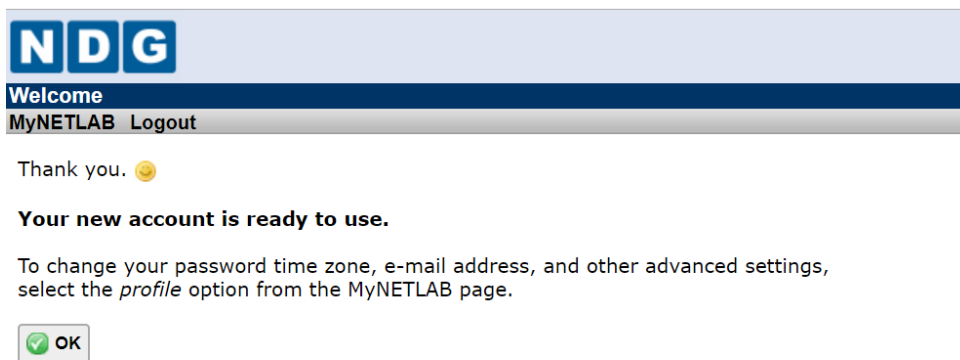 NDG
Welcome
MyNETLAB Logout
Thank you.
Your new account is ready to use.
To change your password time zone, e-mail address, and other advanced settings,
select the profile option from the MyNETLAB page.
OK